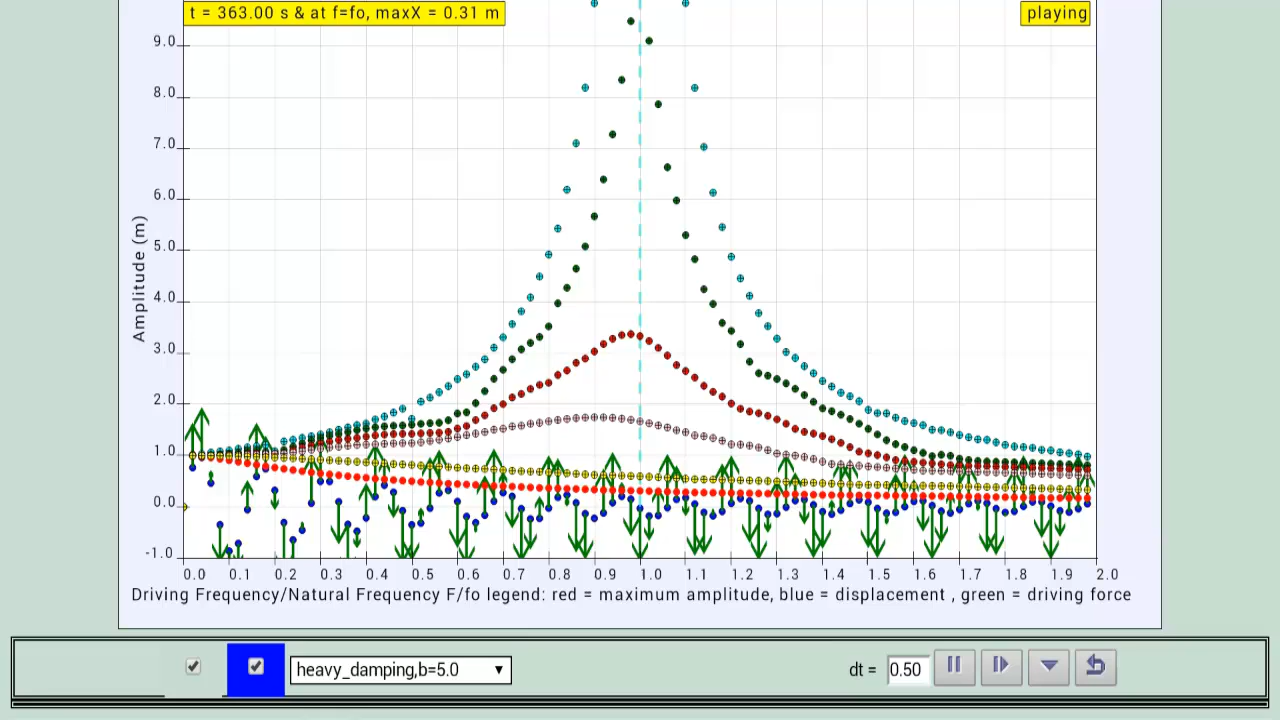 t = 363.00 s & at f=fo, maxX = 0.31 m
playing
9.0
8.0
7.0
6.0
5.0
4.0
3.0
2.0
1.0
0.0
-1.0
Amplitude (m)
0.0 0.1 0.2 0.3 0.4 0.5 0.6 0.7 0.8 0.9 1.0 1.1 1.2 1.3 1.4 1.5 1.6 1.7 1.8 1.9 2.0
Driving Frequency/Natural Frequency F/fo legend: red = maximum amplitude, blue = displacement , green = driving force
heavy_damping,b=5.0
dt = 0.50